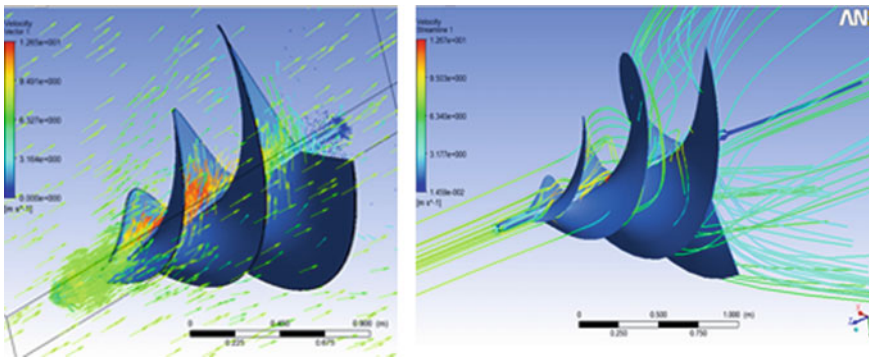 Velocity
Vector 1
1.265e+001
9.491e+000
6.327e+000
3.164e+000
0.000e+000
[m s^-1]
0
0.450
0.900 (m)
0.225
0.675
Velocity
Streamline 1
1.267e+001
9.503e+000
6.340e+000
3.177e+000
1.459e-002
[m s^-1]
AN
0
0.500
1.000 (m)
0.250
0.750